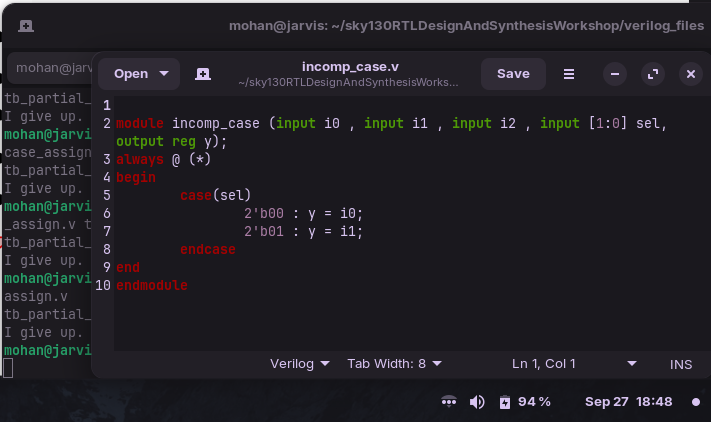 mohan@jarvis: ~/sky130RTLDesignAndSynthesisWorkshop/verilog_files
mohan@jarv
Open
incomp_case.v
~/sky130RTLDesignAndSynthesisWorks...
Save
tb_partial_
I give up.
mohan@jarvi
case_assign
tb_partial_
I give up.
mohan@jarvi
_assign.v t
tb_partial_
I give up.
mohan@jarvi
assign.v
tb_partial_
I give up.
mohan@jarvi
1
2 module incomp_case (input i0 , input i1 , input i2 , input [1:0] sel,
output reg y);
3 always @ (*)
4 begin
5 case(sel)
6 2'b00 : y = i0;
7 2'b01 : y = i1;
8 endcase
9 end
10 endmodule
Verilog Tab Width: 8 Ln 1, Col 1 INS
94 % Sep 27 18:48